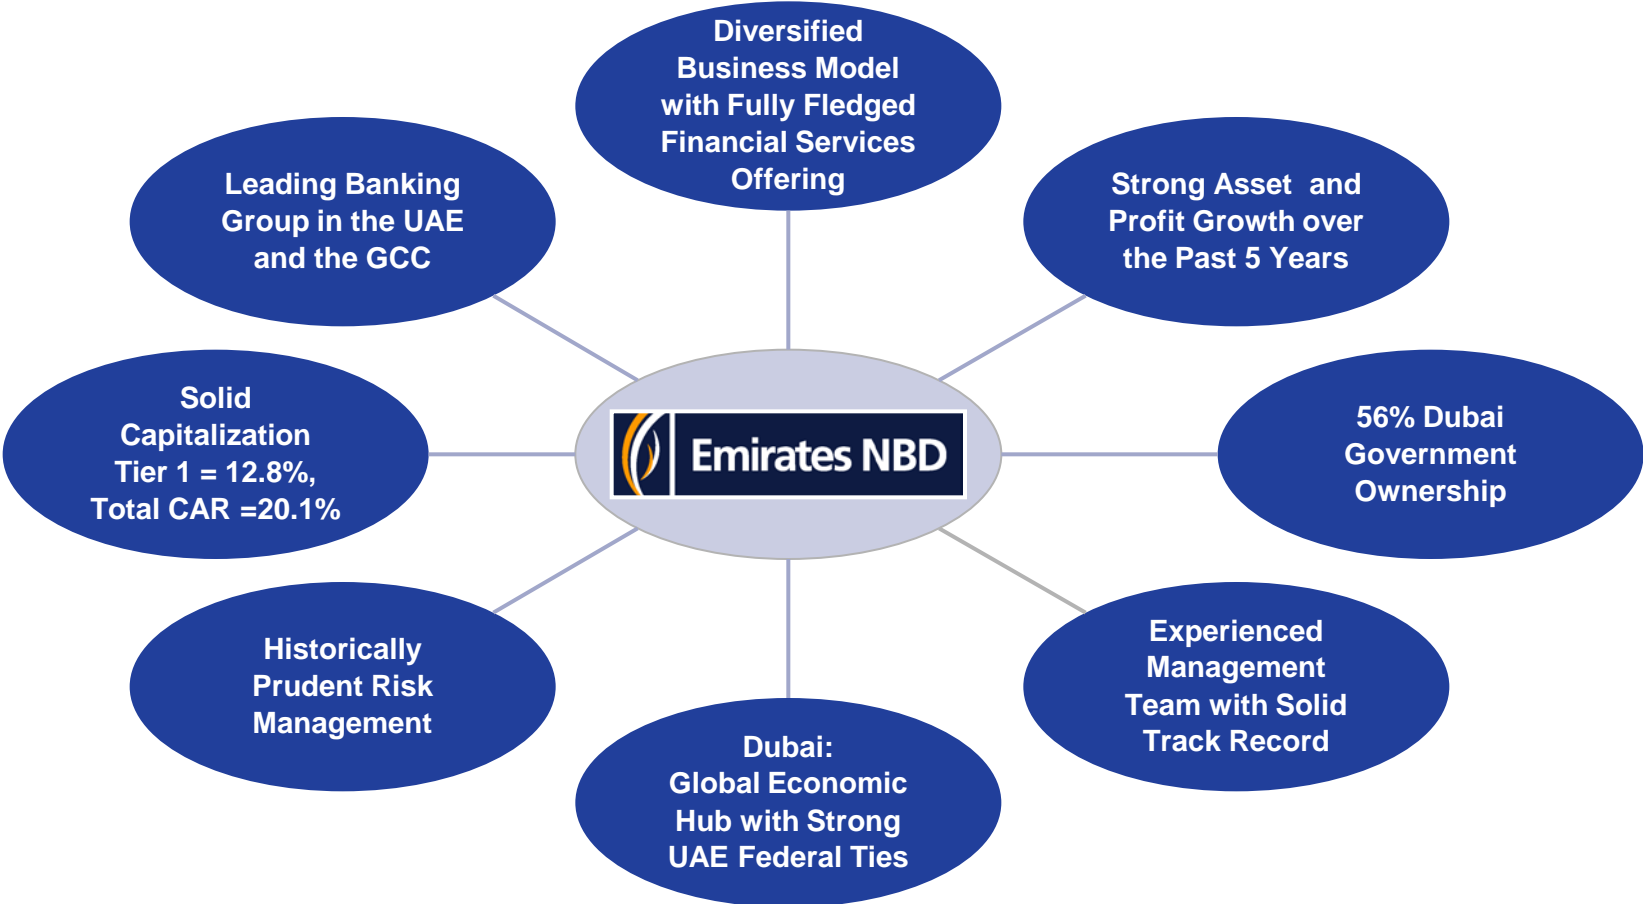 Diversified
Business Model
with Fully Fledged
Financial Services
Offering
Leading Banking
Group in the UAE
and the GCC
Strong Asset  and
Profit Growth over
the Past 5 Years
Solid
Capitalization
Tier 1 = 12.8%,
Total CAR =20.1%
Emirates NBD
56% Dubai
Government
Ownership
Historically
Prudent Risk
Management
Experienced
Management
Team with Solid
Track Record
Dubai:
Global Economic
Hub with Strong
UAE Federal Ties